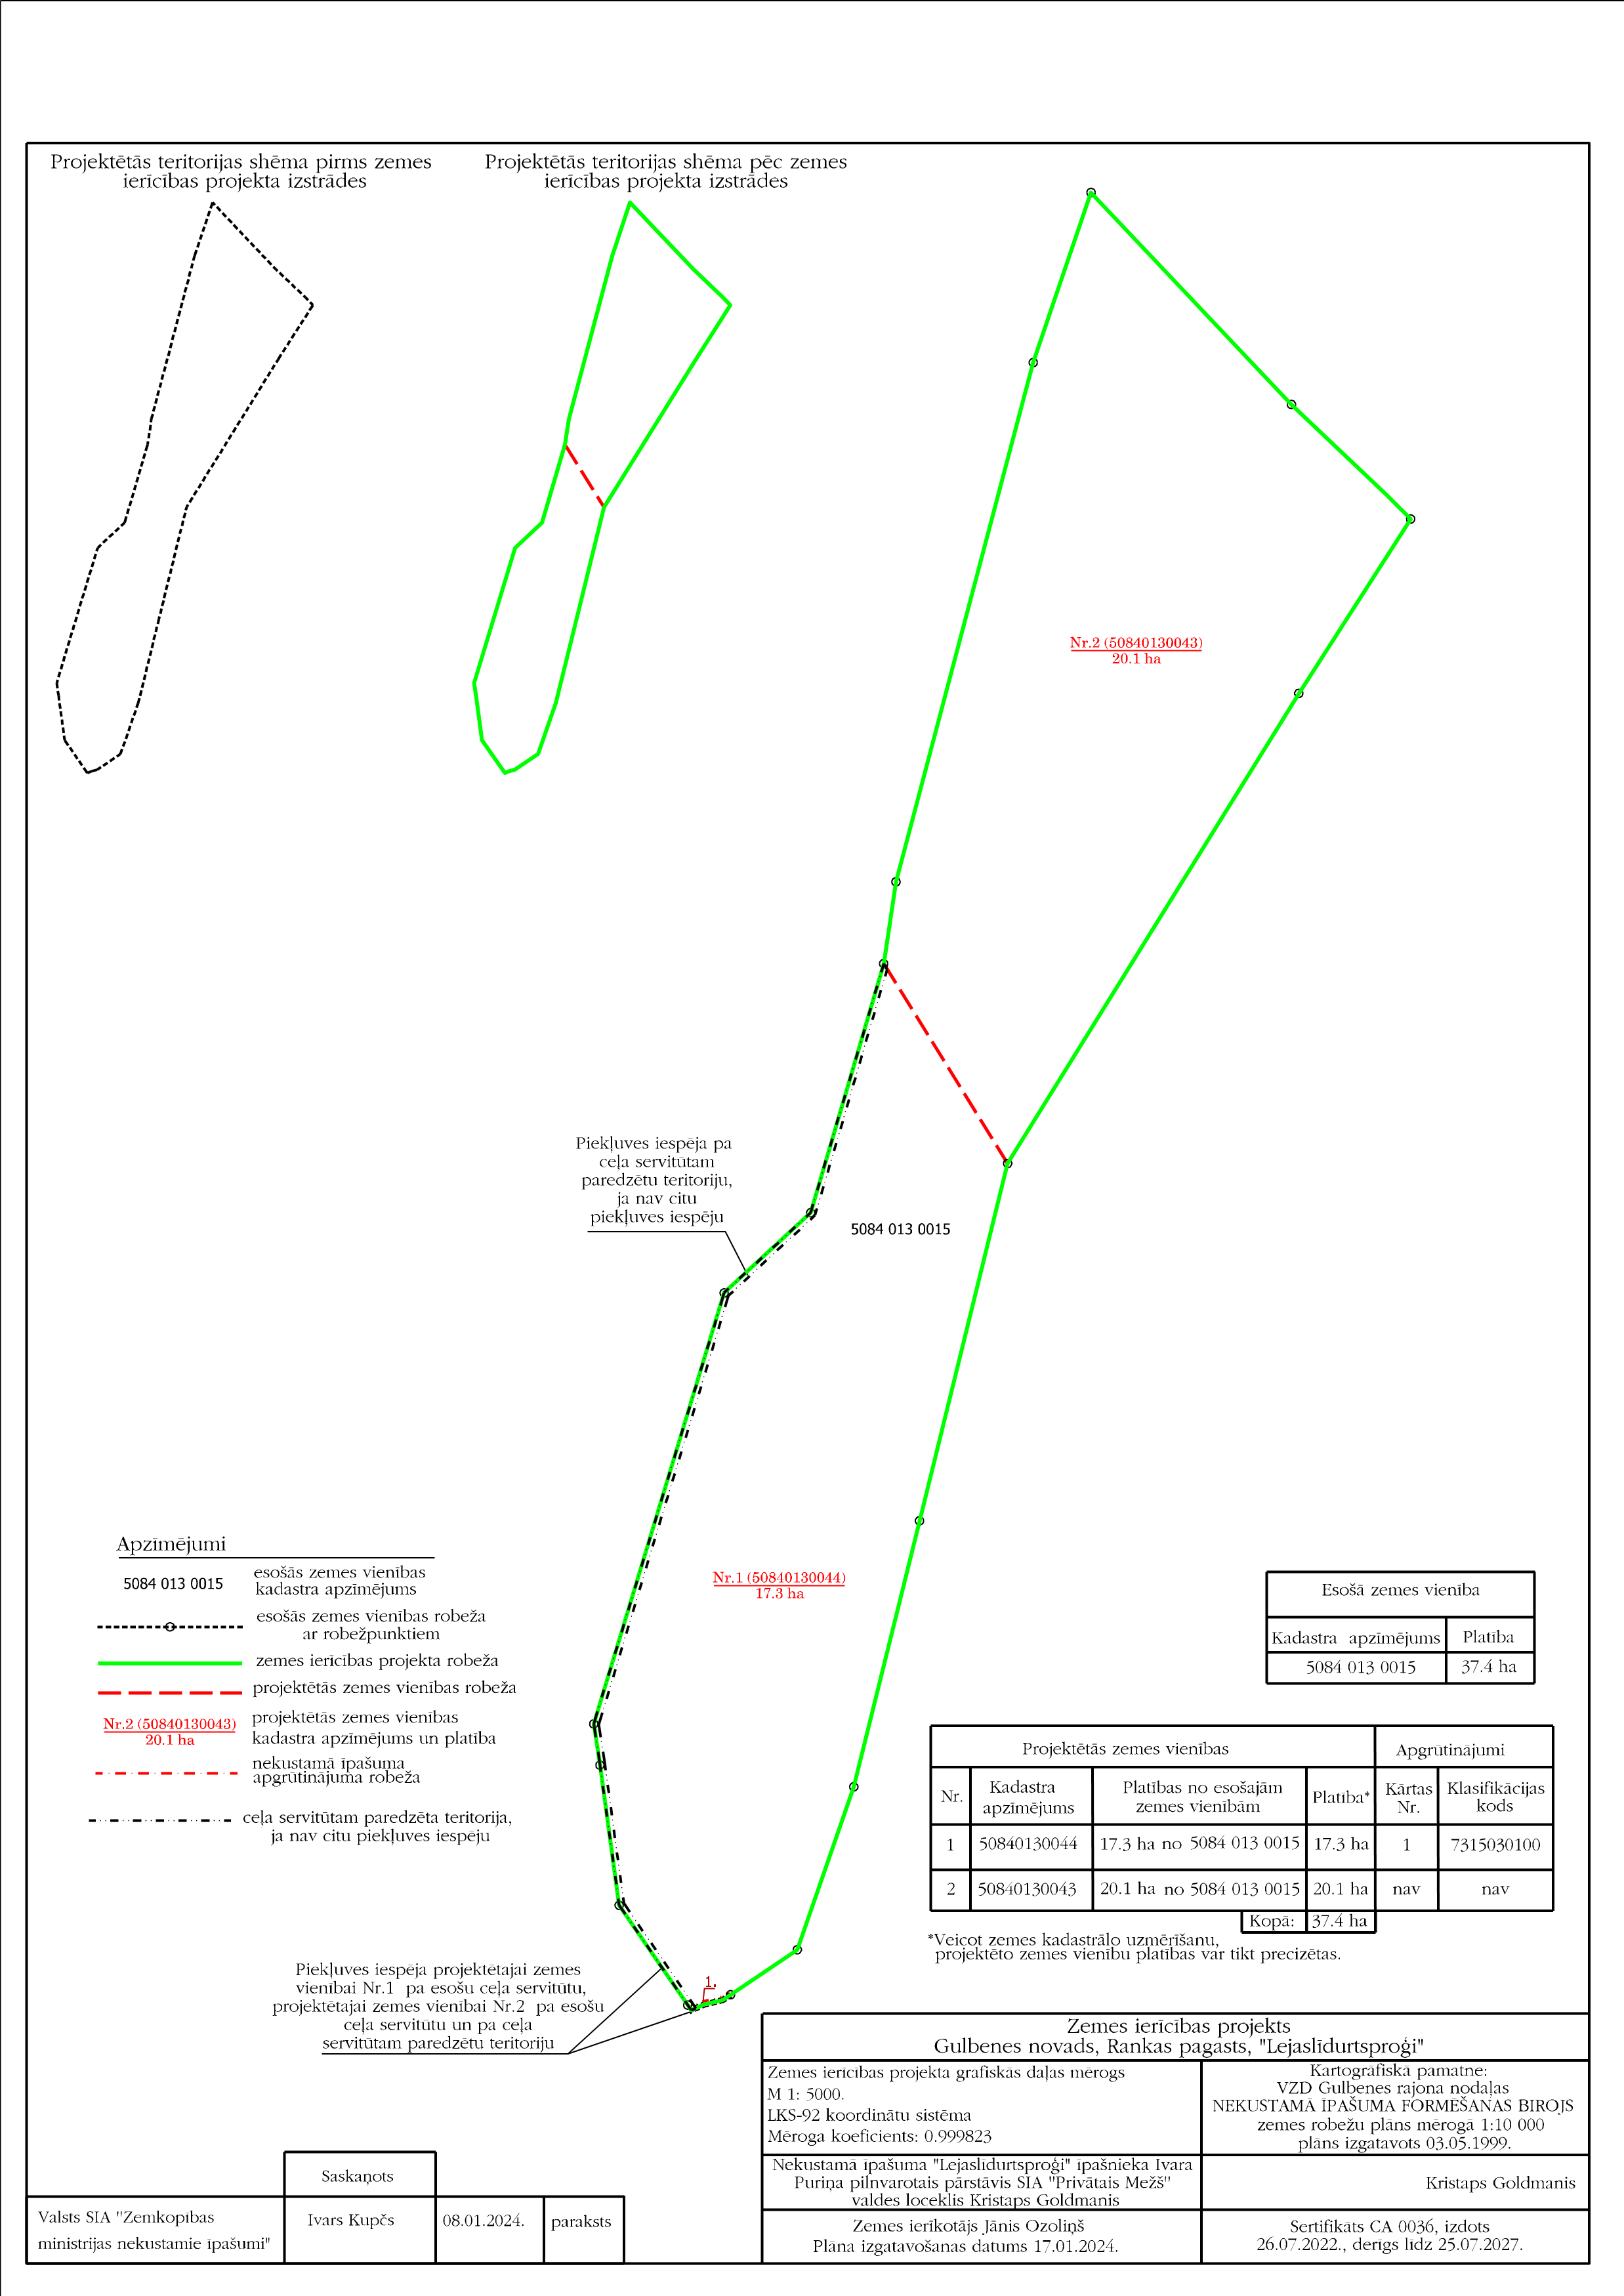 Projektētās teritorijas shēma pirms zemes
ierīcības projekta izstrādes
Projektētās teritorijas shēma pēc zemes
ierīcības projekta izstrādes
Nr.2 (50840130043)
20.1 ha
Piekļuves iespēja pa
ceļa servitūtam
paredzētu teritoriju,
ja nav citu
piekļuves iespēju
5084 013 0015
Nr.1 (50840130044)
17.3 ha
Apzīmējumi
5084 013 0015 esošās zemes vienības
kadastra apzīmējums
esošās zemes vienības robeža
ar robežpunktiem
zemes ierīcības projekta robeža
projektētās zemes vienības robeža
Nr.2 (50840130043) projektētās zemes vienības
20.1 ha kadastra apzīmējums un platība
nekustamā īpašuma
apgrūtinājuma robeža
ceļa servitūtam paredzēta teritorija,
ja nav citu piekļuves iespēju
Esošā zemes vienība
Kadastra apzīmējums Platība
5084 013 0015 37.4 ha
Projektētās zemes vienības Apgrūtinājumi
Nr. Kadastra apzīmējums Platības no esošajām zemes vienībām Platība* Kārtas Nr. Klasifikācijas kods
1 50840130044 17.3 ha no 5084 013 0015 17.3 ha 1 7315030100
2 50840130043 20.1 ha no 5084 013 0015 20.1 ha nav nav
Kopā: 37.4 ha
*Veicot zemes kadastrālo uzmērīšanu,
projektēto zemes vienību platības var tikt precizētas.
1.
Piekļuves iespēja projektētajai zemes
vienībai Nr.1 pa esošu ceļa servitūtu,
projektētajai zemes vienībai Nr.2 pa esošu
ceļa servitūtu un pa ceļa
servitūtam paredzētu teritoriju
Zemes ierīcības projekts
Gulbenes novads, Rankas pagasts, "Lejaslīdurtsproģi"
Zemes ierīcības projekta grafiskās daļas mērogs
M 1: 5000.
LKS-92 koordinātu sistēma
Mēroga koeficients: 0.999823
Kartogrāfiskā pamatne:
VZD Gulbenes rajona nodaļas
NEKUSTAMĀ ĪPAŠUMA FORMĒŠANAS BIROJS
zemes robežu plāns mērogā 1:10 000
plāns izgatavots 03.05.1999.
Nekustamā īpašuma "Lejaslīdurtsproģi" īpašnieka Ivara
Puriņa pilnvarotais pārstāvis SIA "Privātais Mežš"
valdes loceklis Kristaps Goldmanis
Kristaps Goldmanis
Zemes ierīkotājs Jānis Ozoliņš
Plāna izgatavošanas datums 17.01.2024.
Sertifikāts CA 0036, izdots
26.07.2022., derīgs līdz 25.07.2027.
Saskaņots
Valsts SIA "Zemkopības
ministrijas nekustamie īpašumi"
Ivars Kupčs
08.01.2024.
paraksts